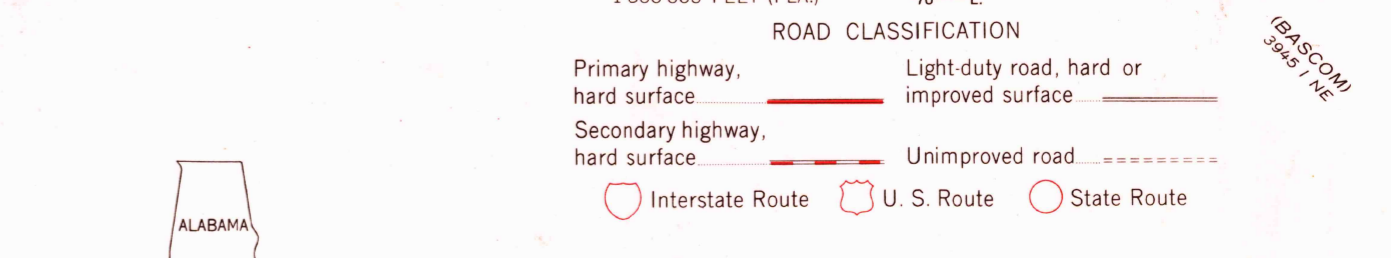 ROAD CLASSIFICATION
Primary highway,
hard surface
Light-duty road, hard or
improved surface
Secondary highway,
hard surface
Unimproved road
Interstate Route
U. S. Route
State Route
(BASCOM)
3945 I NE
ALABAMA